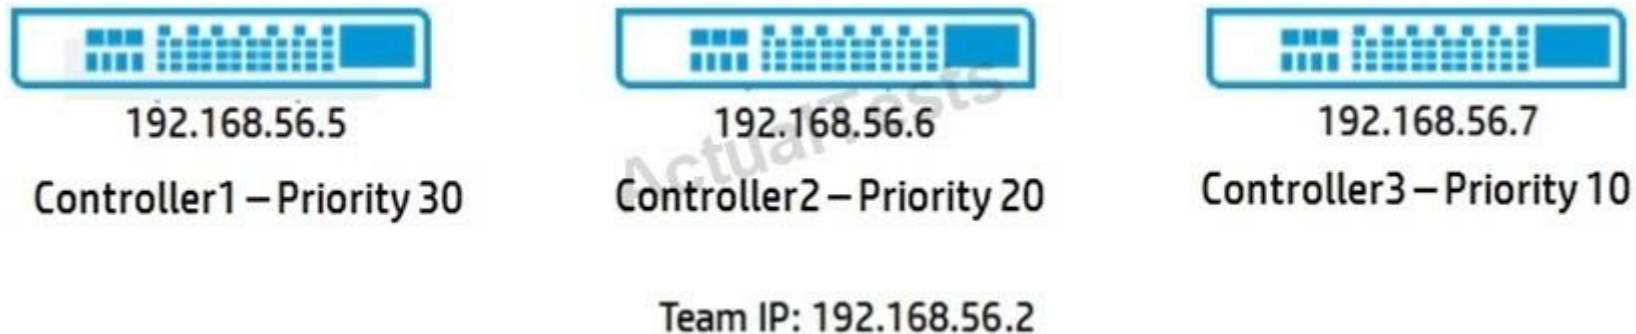 192.168.56.5
Controller1 – Priority 30
192.168.56.6
Controller2 – Priority 20
192.168.56.7
Controller3 – Priority 10
Team IP: 192.168.56.2
ActualTests